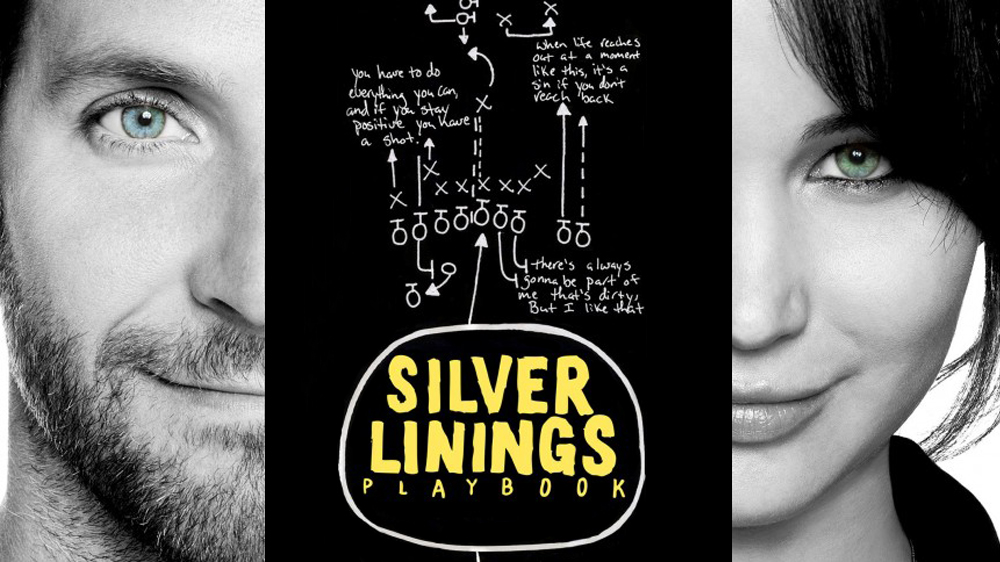 when life reaches
out at a moment
like this, it's a
sin if you don't
reach back
you have to do
everything you can,
and if you stay
positive you have
a shot.
there's always
gonna be part of
me that's dirty,
But I like that
SILVER
LININGS
PLAYBOOK